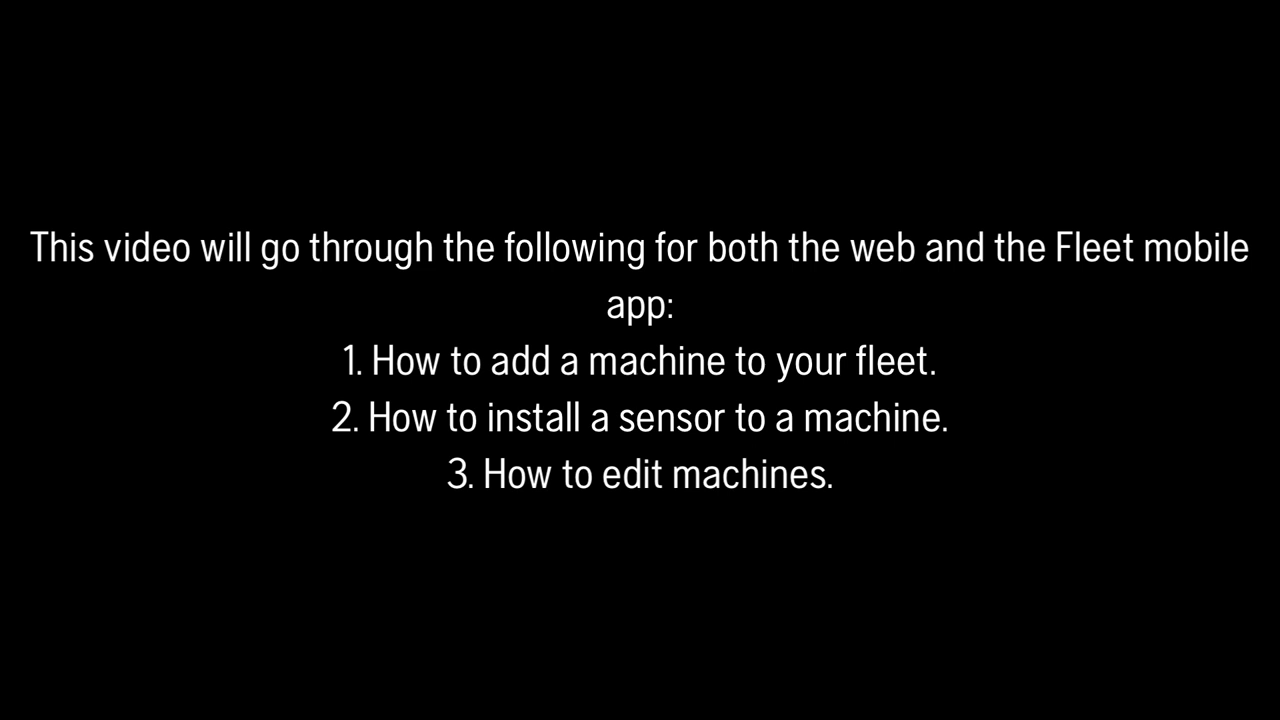 This video will go through the following for both the web and the Fleet mobile
app:
1. How to add a machine to your fleet.
2. How to install a sensor to a machine.
3. How to edit machines.